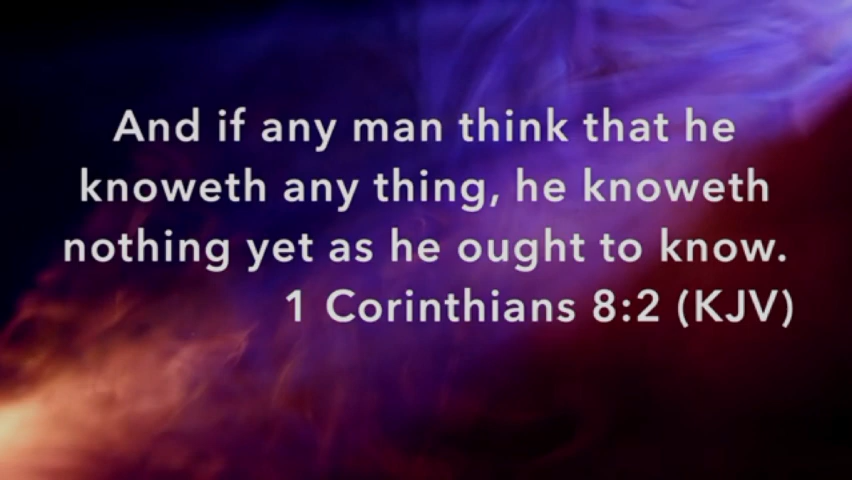 And if any man think that he
knoweth any thing, he knoweth
nothing yet as he ought to know.
1 Corinthians 8:2 (KJV)